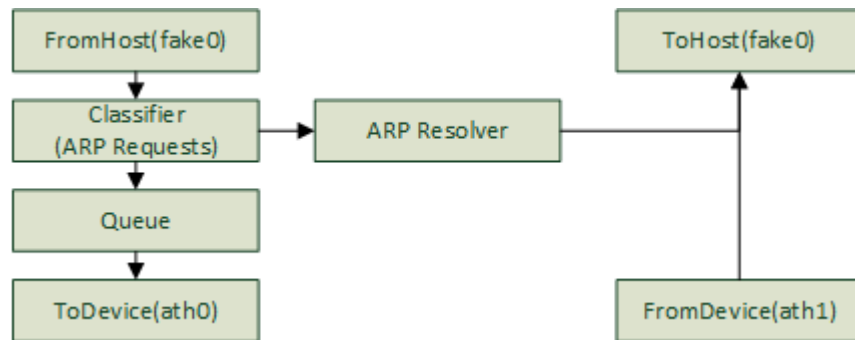 FromHost(fake0)
ToHost(fake0)
Classifier
(ARP Requests)
ARP Resolver
Queue
ToDevice(ath0)
FromDevice(ath1)